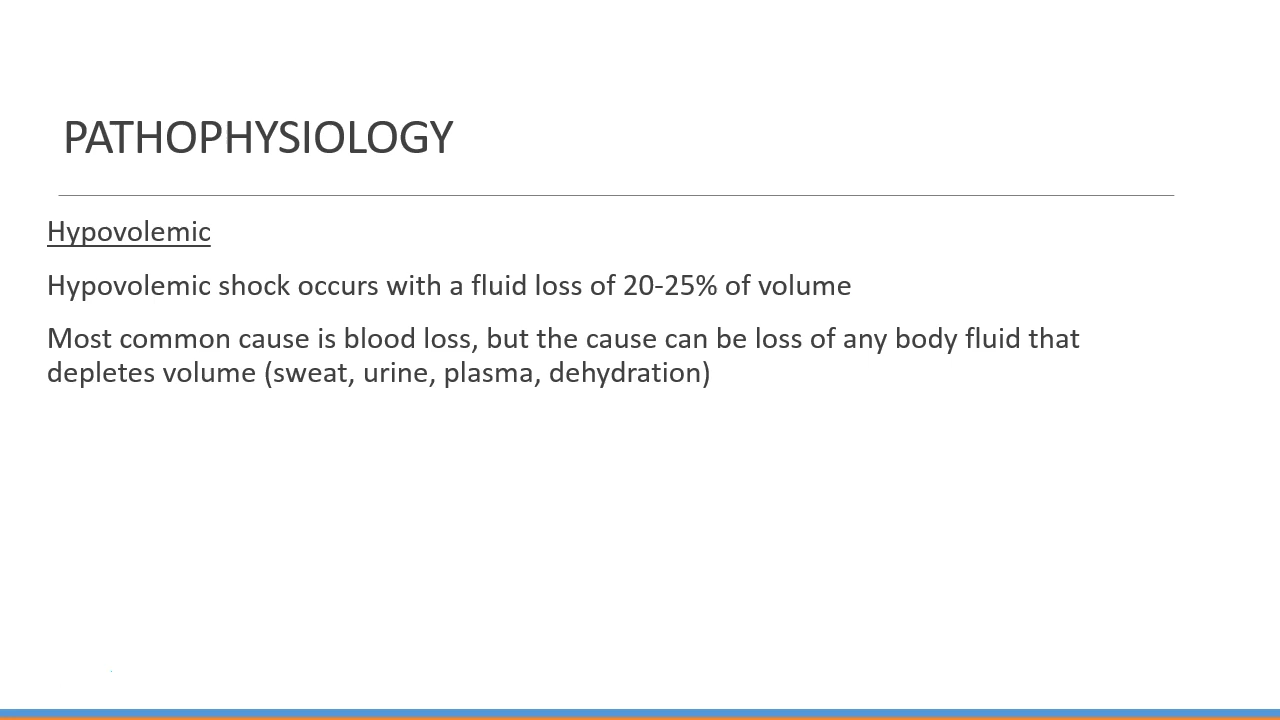 PATHOPHYSIOLOGY
Hypovolemic
Hypovolemic shock occurs with a fluid loss of 20-25% of volume
Most common cause is blood loss, but the cause can be loss of any body fluid that
depletes volume (sweat, urine, plasma, dehydration)